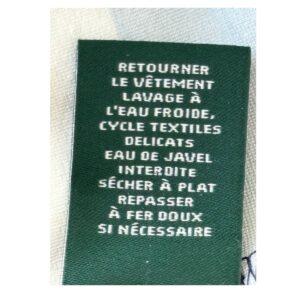 RETOURNER
LE VÊTEMENT
LAVAGE À
L'EAU FROIDE,
CYCLE TEXTILES
DELICATS
EAU DE JAVEL
INTERDITE
SÉCHER À PLAT
REPASSER
À FER DOUX
SI NÉCESSAIRE